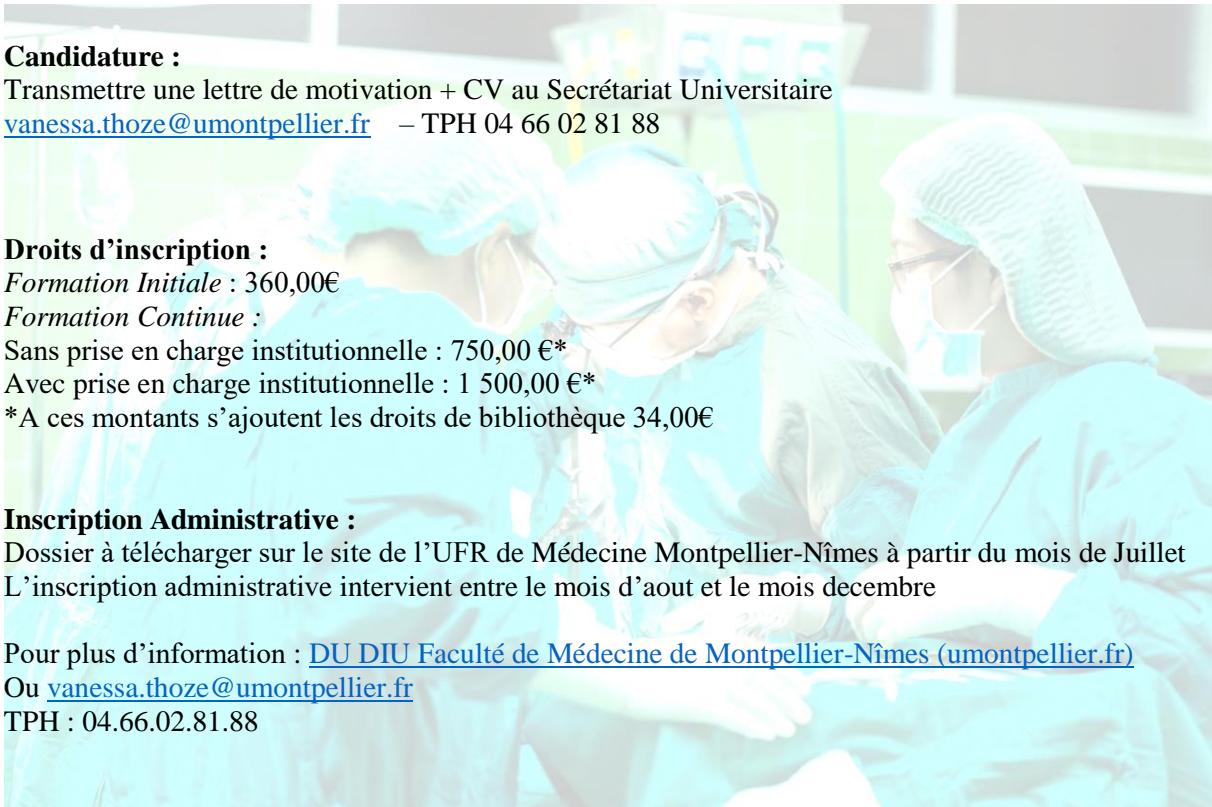 Candidature :
Transmettre une lettre de motivation + CV au Secrétariat Universitaire
vanessa.thoze@umontpellier.fr – TPH 04 66 02 81 88
Droits d’inscription :
Formation Initiale : 360,00€
Formation Continue :
Sans prise en charge institutionnelle : 750,00 €*
Avec prise en charge institutionnelle : 1 500,00 €*
*A ces montants s’ajoutent les droits de bibliothèque 34,00€
Inscription Administrative :
Dossier à télécharger sur le site de l’UFR de Médecine Montpellier-Nîmes à partir du mois de Juillet
L’inscription administrative intervient entre le mois d’aout et le mois decembre
Pour plus d’information : DU DIU Faculté de Médecine de Montpellier-Nîmes (umontpellier.fr)
Ou vanessa.thoze@umontpellier.fr
TPH : 04.66.02.81.88